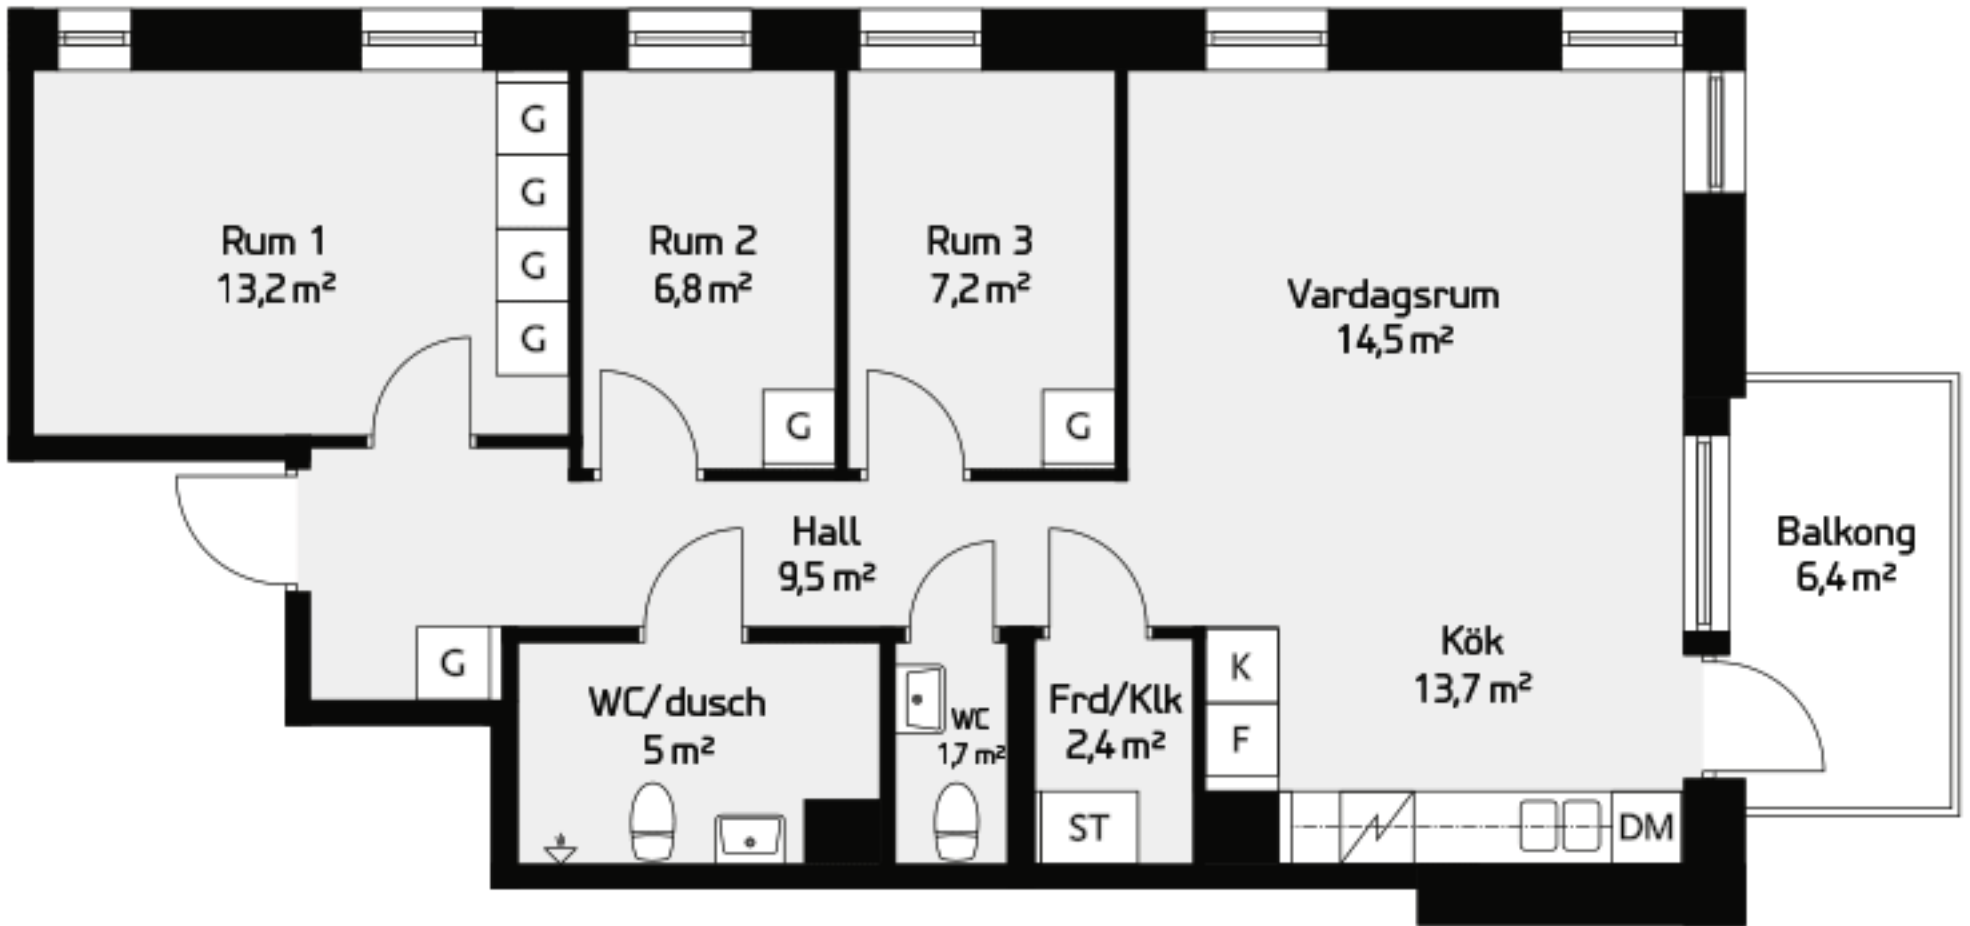 G
G
G
G
Rum 1
13,2 m²
Rum 2
6,8 m²
G
Rum 3
7,2 m²
G
Vardagsrum
14,5 m²
Hall
9,5 m²
Balkong
6,4 m²
G
WC/dusch
5 m²
WC
1,7 m²
Frd/Klk
2,4 m²
ST
K
F
Kök
13,7 m²
DM